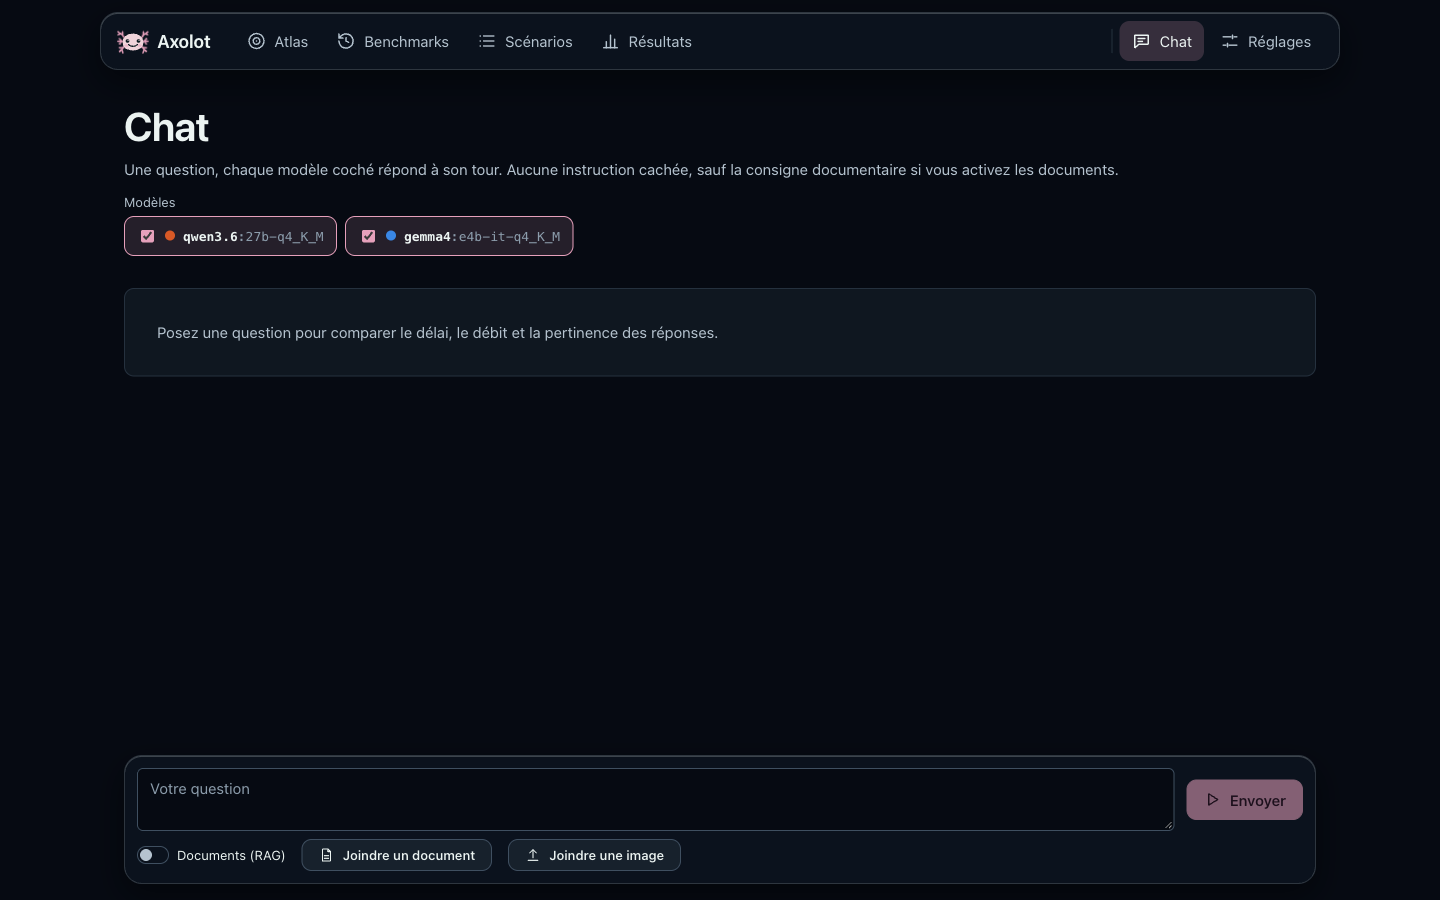 Axolot
Atlas
Benchmarks
Scénarios
Résultats
Chat
Réglages
Chat
Une question, chaque modèle coché répond à son tour. Aucune instruction cachée, sauf la consigne documentaire si vous activez les documents.
Modèles
qwen3.6:27b-q4_K_M
gemma4:e4b-it-q4_K_M
Posez une question pour comparer le délai, le débit et la pertinence des réponses.
Votre question
Envoyer
Documents (RAG)
Joindre un document
Joindre une image